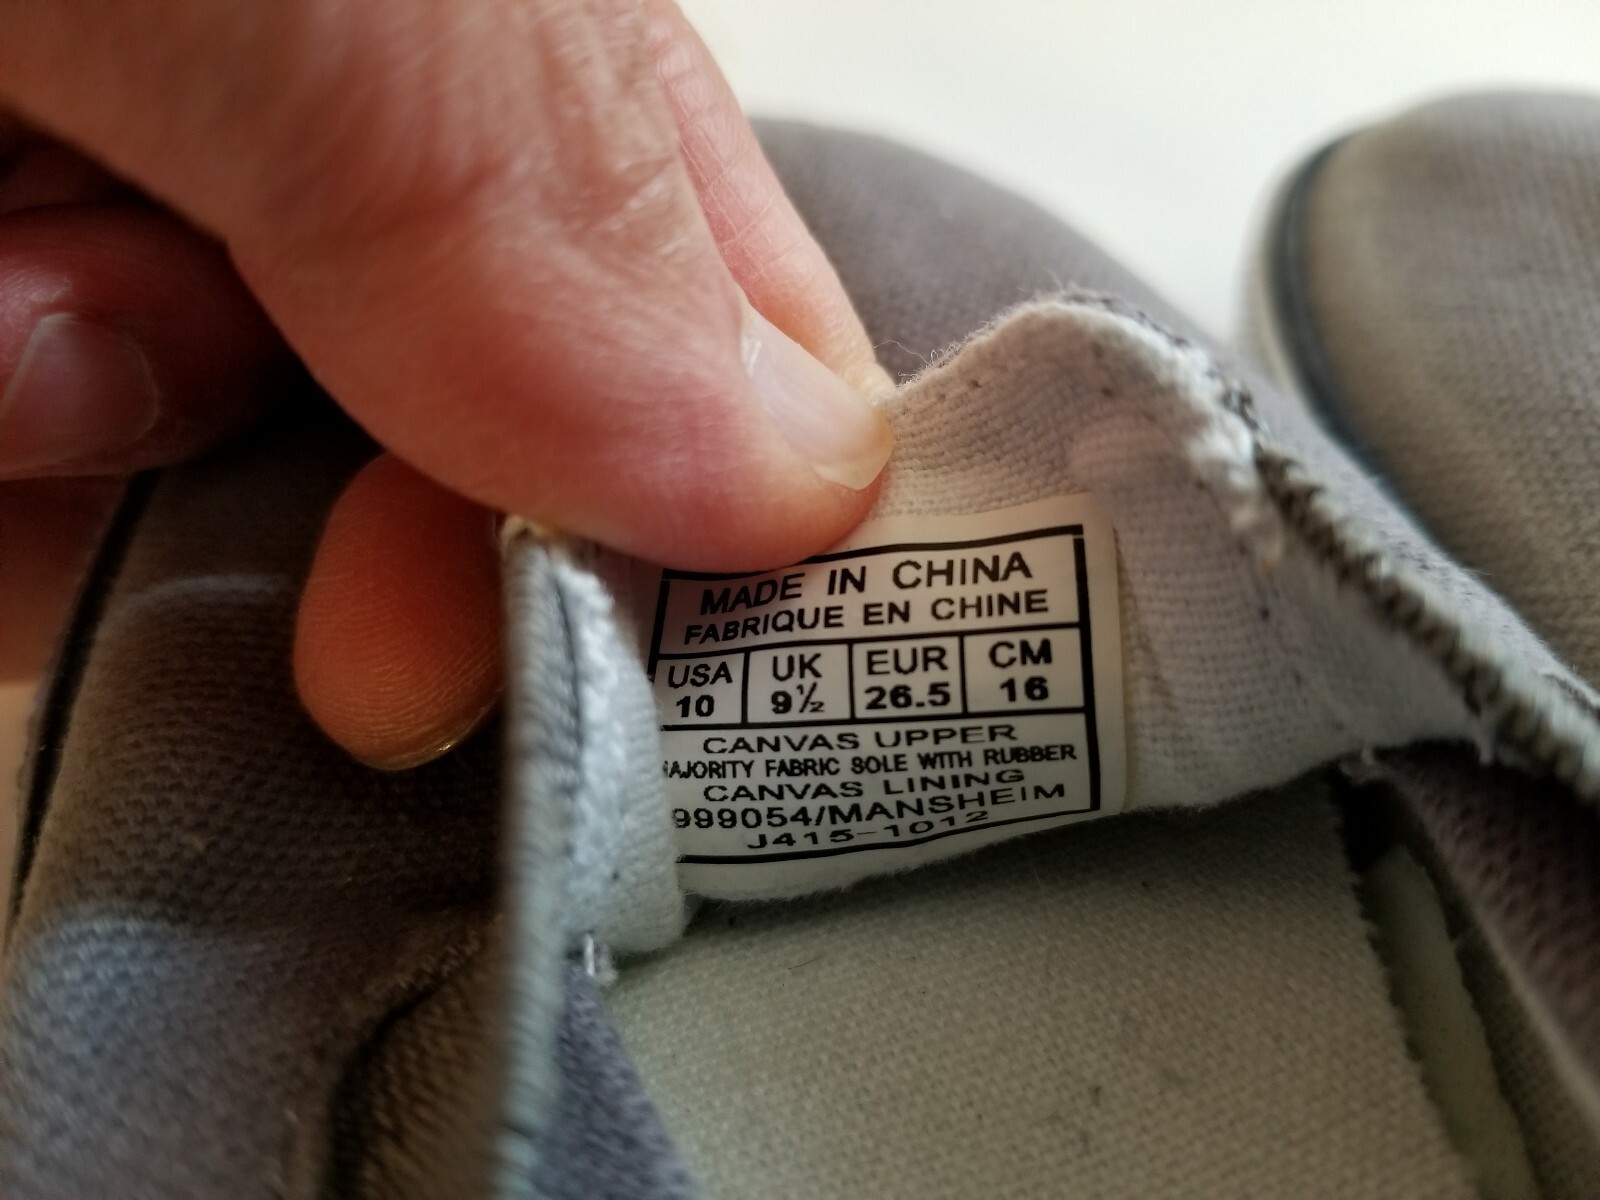 MADE IN CHINA
FABRIQUE EN CHINE
USA UK EUR CM
10 9½ 26.5 16
CANVAS UPPER
FABRIC SOLE WITH RUBBER
CANVAS LINING
999054/MANSHEIM
J415-1012